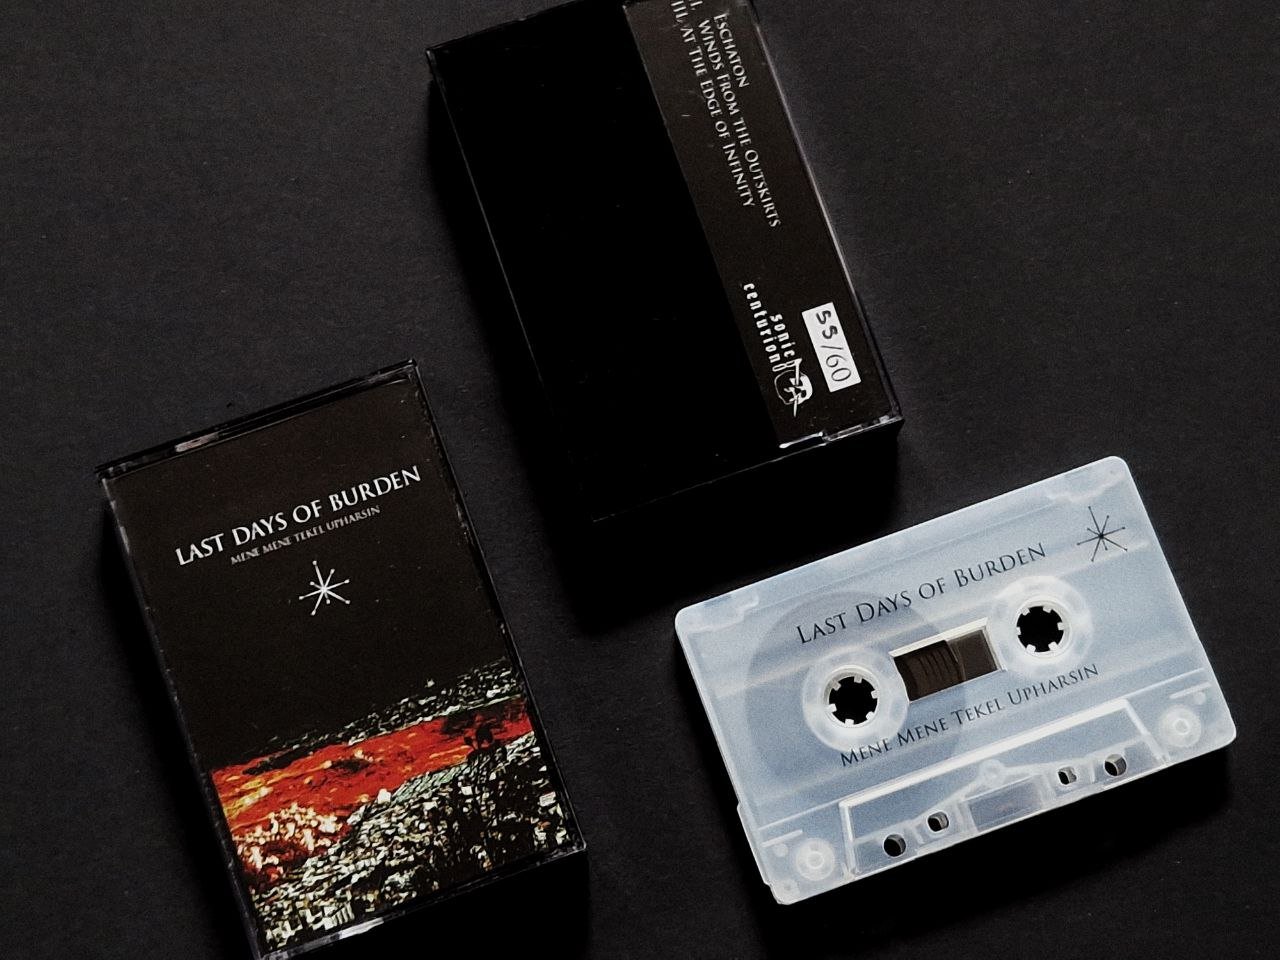 LAST DAYS OF BURDEN
MENE MENE TEKEL UPHARSIN
ESCHATON
WINDS FROM THE OUTSKIRTS
III. AT THE EDGE OF INFINITY
sonic
centurion
55/60
LAST DAYS OF BURDEN
MENE MENE TEKEL UPHARSIN